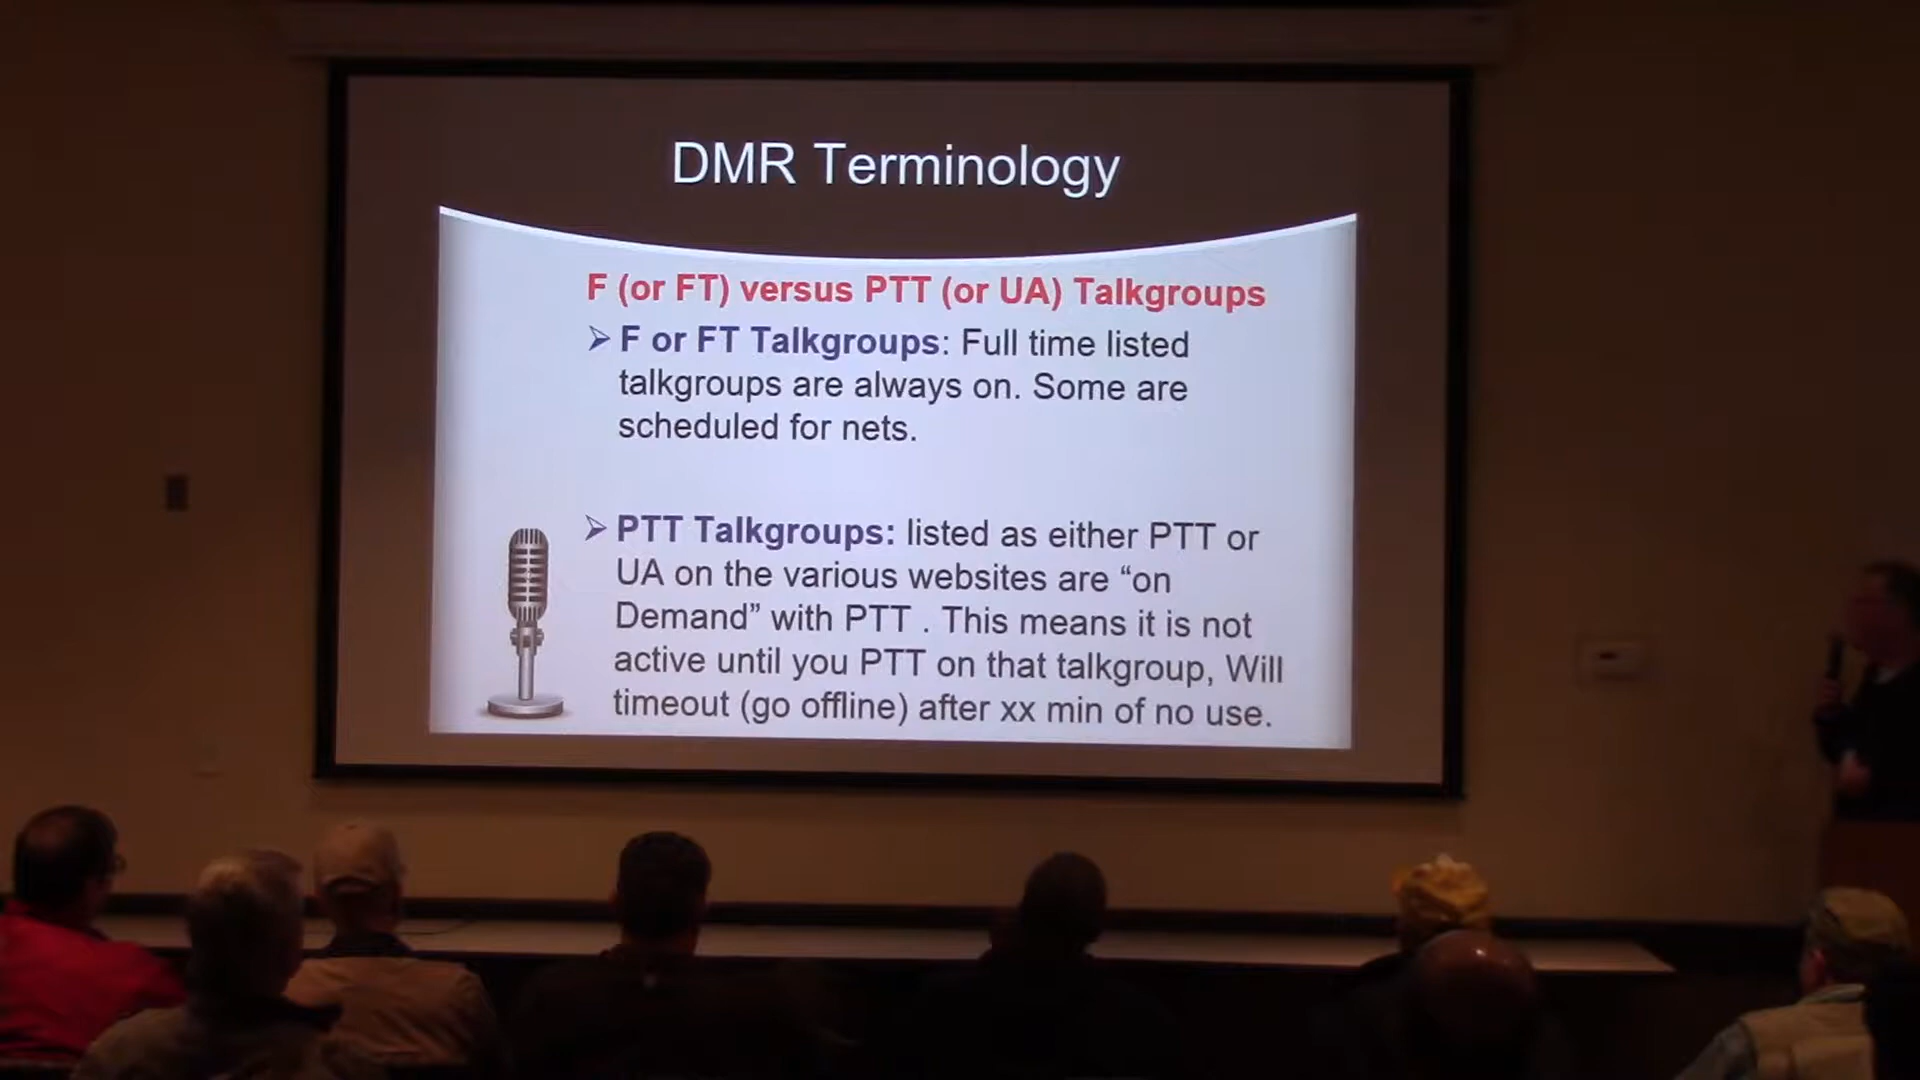 DMR Terminology
F (or FT) versus PTT (or UA) Talkgroups
➢ F or FT Talkgroups: Full time listed
talkgroups are always on. Some are
scheduled for nets.
➢ PTT Talkgroups: listed as either PTT or
UA on the various websites are “on
Demand” with PTT . This means it is not
active until you PTT on that talkgroup, Will
timeout (go offline) after xx min of no use.